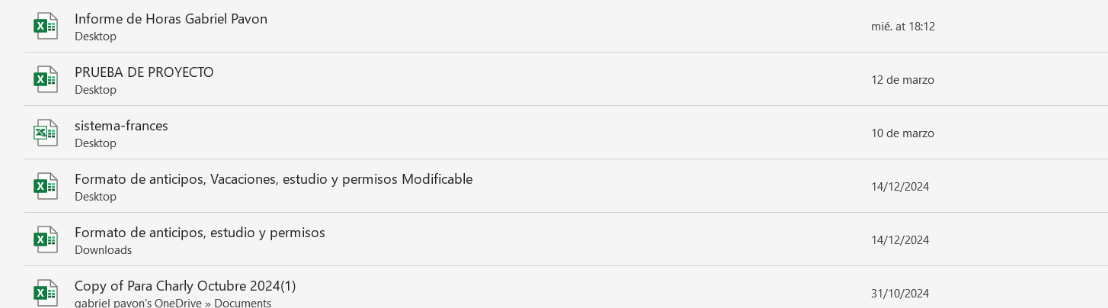 Informe de Horas Gabriel Pavon
Desktop
mié. at 18:12
PRUEBA DE PROYECTO
Desktop
12 de marzo
sistema-frances
Desktop
10 de marzo
Formato de anticipos, Vacaciones, estudio y permisos Modificable
Desktop
14/12/2024
Formato de anticipos, estudio y permisos
Downloads
14/12/2024
Copy of Para Charly Octubre 2024(1)
gabriel pavon's OneDrive » Documents
31/10/2024